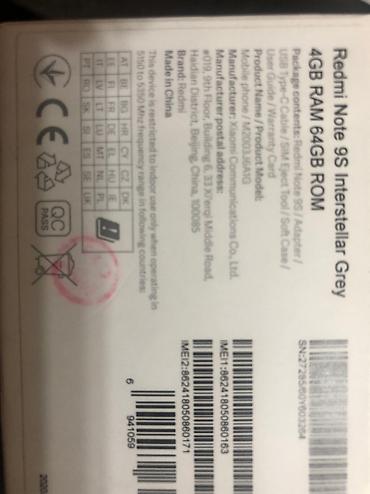 Redmi Note 9S Interstellar Grey
4GB RAM 64GB ROM
Package contents: Redmi Note 9S / Adapter /
USB Type-C Cable / SIM Eject Tool / Soft Case /
User Guide / Warranty Card
Product Name / Product Model:
Mobile phone / M2003J6A1G
Manufacturer: Xiaomi Communications Co., Ltd.
Manufacturer postal address:
#019, 9th Floor, Building 6, 33 Xi'erqi Middle Road,
Haidian District, Beijing, China, 100085
Brand: Redmi
Made in China
This device is restricted to indoor use only when operating in
5150 to 5350 Mhz frequency range in following countries:
AT BE BG HR CY CZ DK
EE FI FR DE HU IE
IT LV LT LU MT NL PL
PT RO SK SI ES SE UK
CE
QC
PASS
SN:27285/60Y603264
IMEI1:862418050860163
IMEI2:862418050860171
6 941059